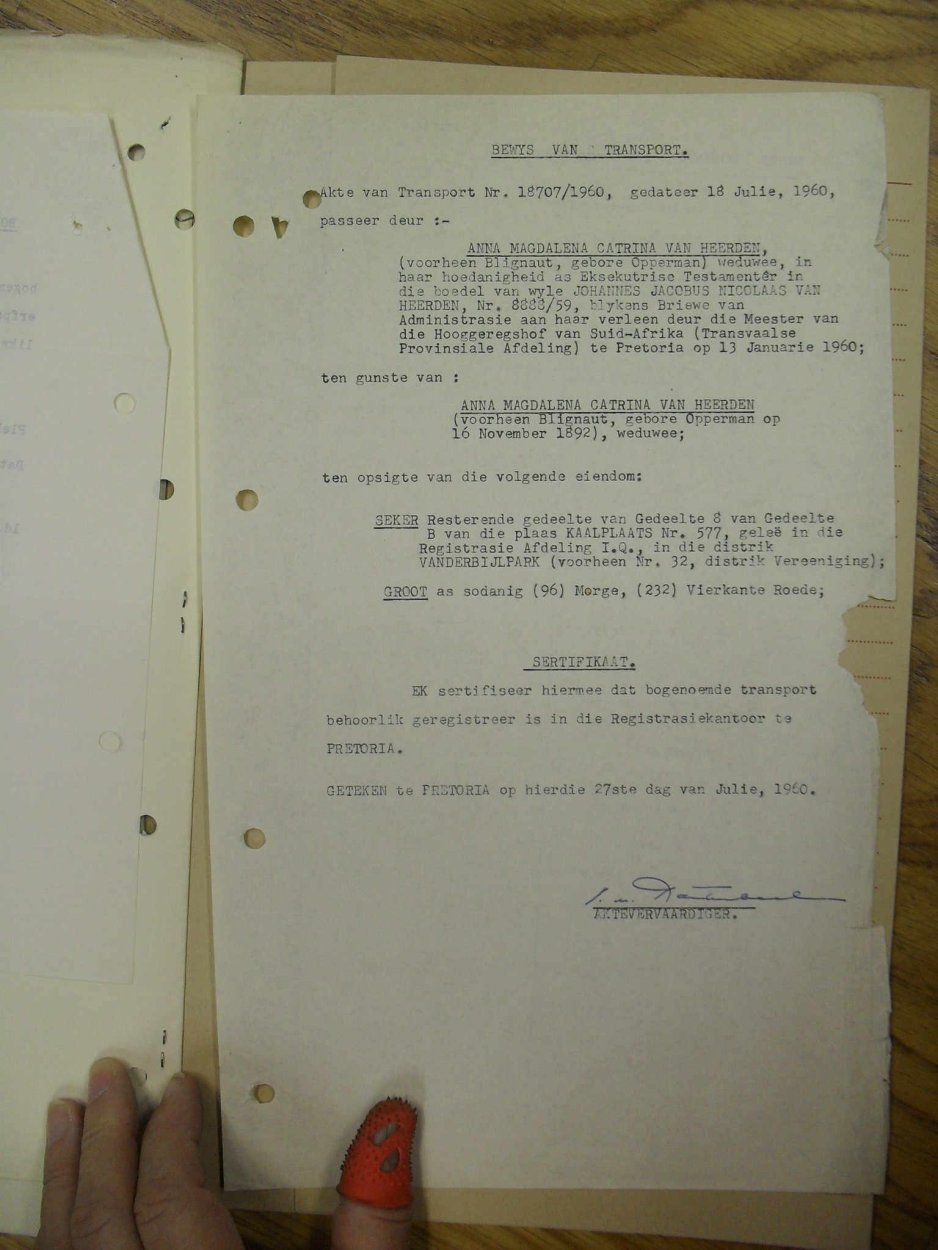 BEWYS VAN TRANSPORT.
Akte van Transport Nr. 18707/1960, gedateer 18 Julie, 1960,
passeer deur :-
ANNA MAGDALENA CATRINA VAN HEERDEN,
(voorheen Blignaut, gebore Opperman) weduwee, in
haar hoedanigheid as Eksekutrise Testamentêr in
die boedel van wyle JOHANNES JACOBUS NICOLAAS VAN
HEERDEN, Nr. 8888/59, blykens Briewe van
Administrasie aan haar verleen deur die Meester van
die Hooggeregshof van Suid-Afrika (Transvaalse
Provinsiale Afdeling) te Pretoria op 13 Januarie 1960;
ten gunste van :
ANNA MAGDALENA CATRINA VAN HEERDEN
(voorheen Blignaut, gebore Opperman op
16 November 1892), weduwee;
ten opsigte van die volgende eiendom:
SEKER Resterende gedeelte van Gedeelte 8 van Gedeelte
B van die plaas KAALPLAATS Nr. 577, geleë in die
Registrasie Afdeling I.Q., in die distrik
VANDERBIJLPARK (voorheen Nr. 32, distrik Vereeniging);
GROOT as sodanig (96) Morge, (232) Vierkante Roede;
SERTIFIKAAT.
EK sertifiseer hiermee dat bogenoemde transport
behoorlik geregistreer is in die Registrasiekantoor te
PRETORIA.
GETEKEN te PRETORIA op hierdie 27ste dag van Julie, 1960.
AKTEVERVAARDIGER.